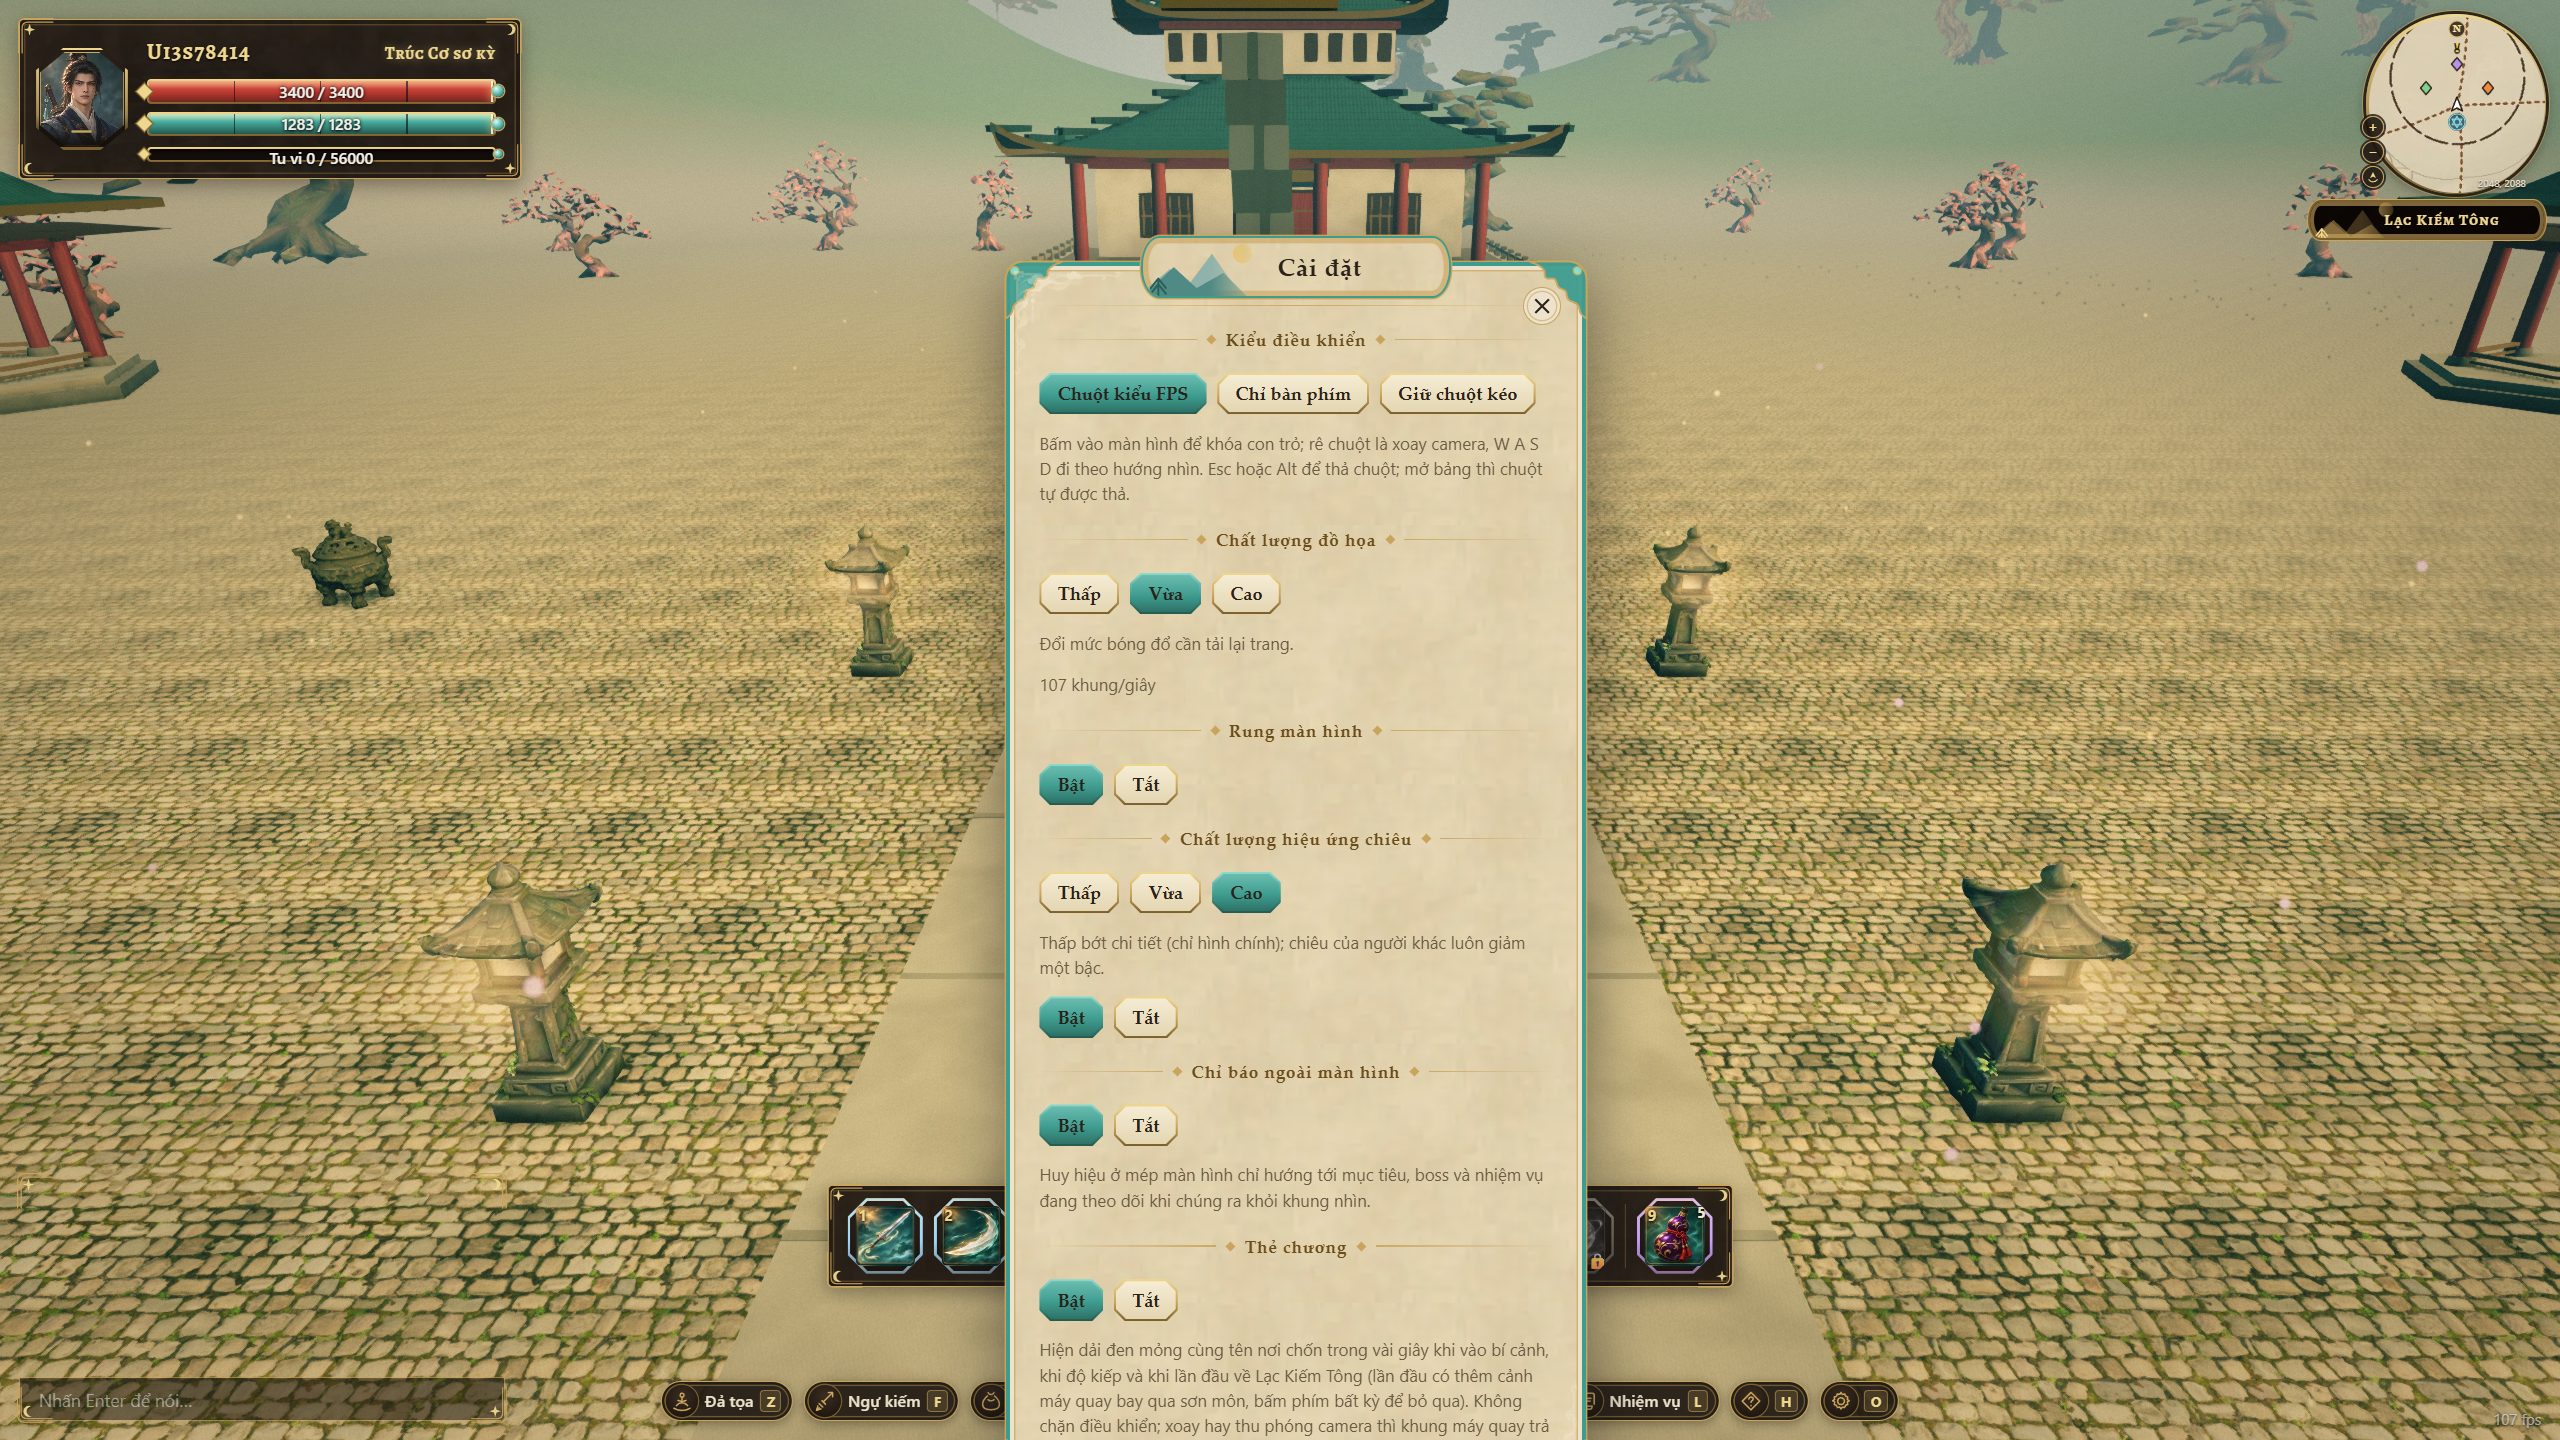 U13S78414
Trúc Cơ sơ kỳ
3400 / 3400
1283 / 1283
Tu vi 0 / 56000
N
+
−
2048, 2088
Lạc Kiếm Tông
Cài đặt
Kiểu điều khiển
Chuột kiểu FPS
Chỉ bàn phím
Giữ chuột kéo
Bấm vào màn hình để khóa con trỏ; rê chuột là xoay camera, W A S
D đi theo hướng nhìn. Esc hoặc Alt để thả chuột; mở bảng thì chuột
tự được thả.
Chất lượng đồ họa
Thấp
Vừa
Cao
Đổi mức bóng đổ cần tải lại trang.
107 khung/giây
Rung màn hình
Bật
Tắt
Chất lượng hiệu ứng chiêu
Thấp
Vừa
Cao
Thấp bớt chi tiết (chỉ hình chính); chiêu của người khác luôn giảm
một bậc.
Bật
Tắt
Chỉ báo ngoài màn hình
Bật
Tắt
Huy hiệu ở mép màn hình chỉ hướng tới mục tiêu, boss và nhiệm vụ
đang theo dõi khi chúng ra khỏi khung nhìn.
Thẻ chương
Bật
Tắt
Hiện dải đen mỏng cùng tên nơi chốn trong vài giây khi vào bí cảnh,
khi độ kiếp và khi lần đầu về Lạc Kiếm Tông (lần đầu có thêm cảnh
máy quay bay qua sơn môn, bấm phím bất kỳ để bỏ qua). Không
chặn điều khiển; xoay hay thu phóng camera thì khung máy quay trả
1
2
9
5
Nhấn Enter để nói...
Đả tọa Z
Ngự kiếm F
Nhiệm vụ L
H
O
107 fps